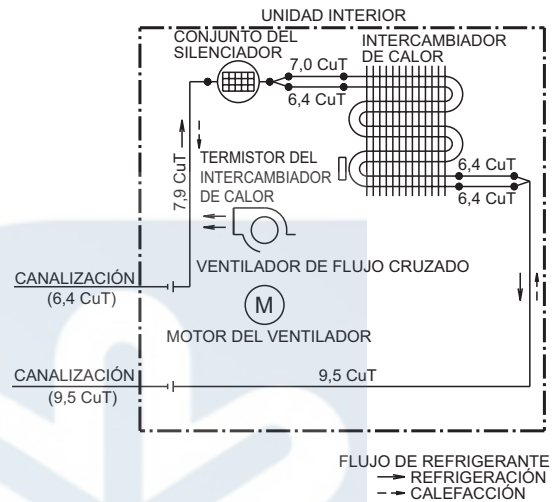 UNIDAD INTERIOR
CONJUNTO DEL
SILENCIADOR
INTERCAMBIADOR
DE CALOR
7,0 CuT
6,4 CuT
7,9 CuT
TERMISTOR DEL
INTERCAMBIADOR
DE CALOR
6,4 CuT
6,4 CuT
VENTILADOR DE FLUJO CRUZADO
CANALIZACIÓN
(6,4 CuT)
M
MOTOR DEL VENTILADOR
CANALIZACIÓN
(9,5 CuT)
9,5 CuT
FLUJO DE REFRIGERANTE
REFRIGERACIÓN
CALEFACCIÓN